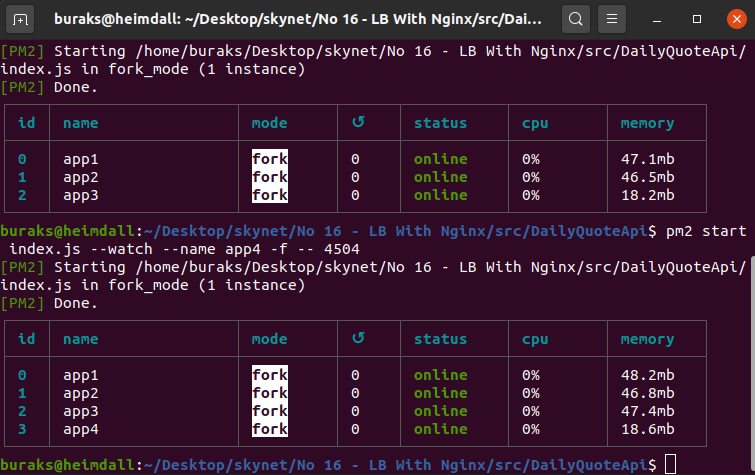 buraks@heimdall: ~/Desktop/skynet/No 16 - LB With Nginx/src/Dai...
[PM2] Starting /home/buraks/Desktop/skynet/No 16 - LB With Nginx/src/DailyQuoteApi/
index.js in fork_mode (1 instance)
[PM2] Done.
id name mode ↺ status cpu memory
0 app1 fork 0 online 0% 47.1mb
1 app2 fork 0 online 0% 46.5mb
2 app3 fork 0 online 0% 18.2mb
buraks@heimdall:~/Desktop/skynet/No 16 - LB With Nginx/src/DailyQuoteApi$ pm2 start
index.js --watch --name app4 -f -- 4504
[PM2] Starting /home/buraks/Desktop/skynet/No 16 - LB With Nginx/src/DailyQuoteApi/
index.js in fork_mode (1 instance)
[PM2] Done.
id name mode ↺ status cpu memory
0 app1 fork 0 online 0% 48.2mb
1 app2 fork 0 online 0% 46.8mb
2 app3 fork 0 online 0% 47.4mb
3 app4 fork 0 online 0% 18.6mb
buraks@heimdall:~/Desktop/skynet/No 16 - LB With Nginx/src/DailyQuoteApi$